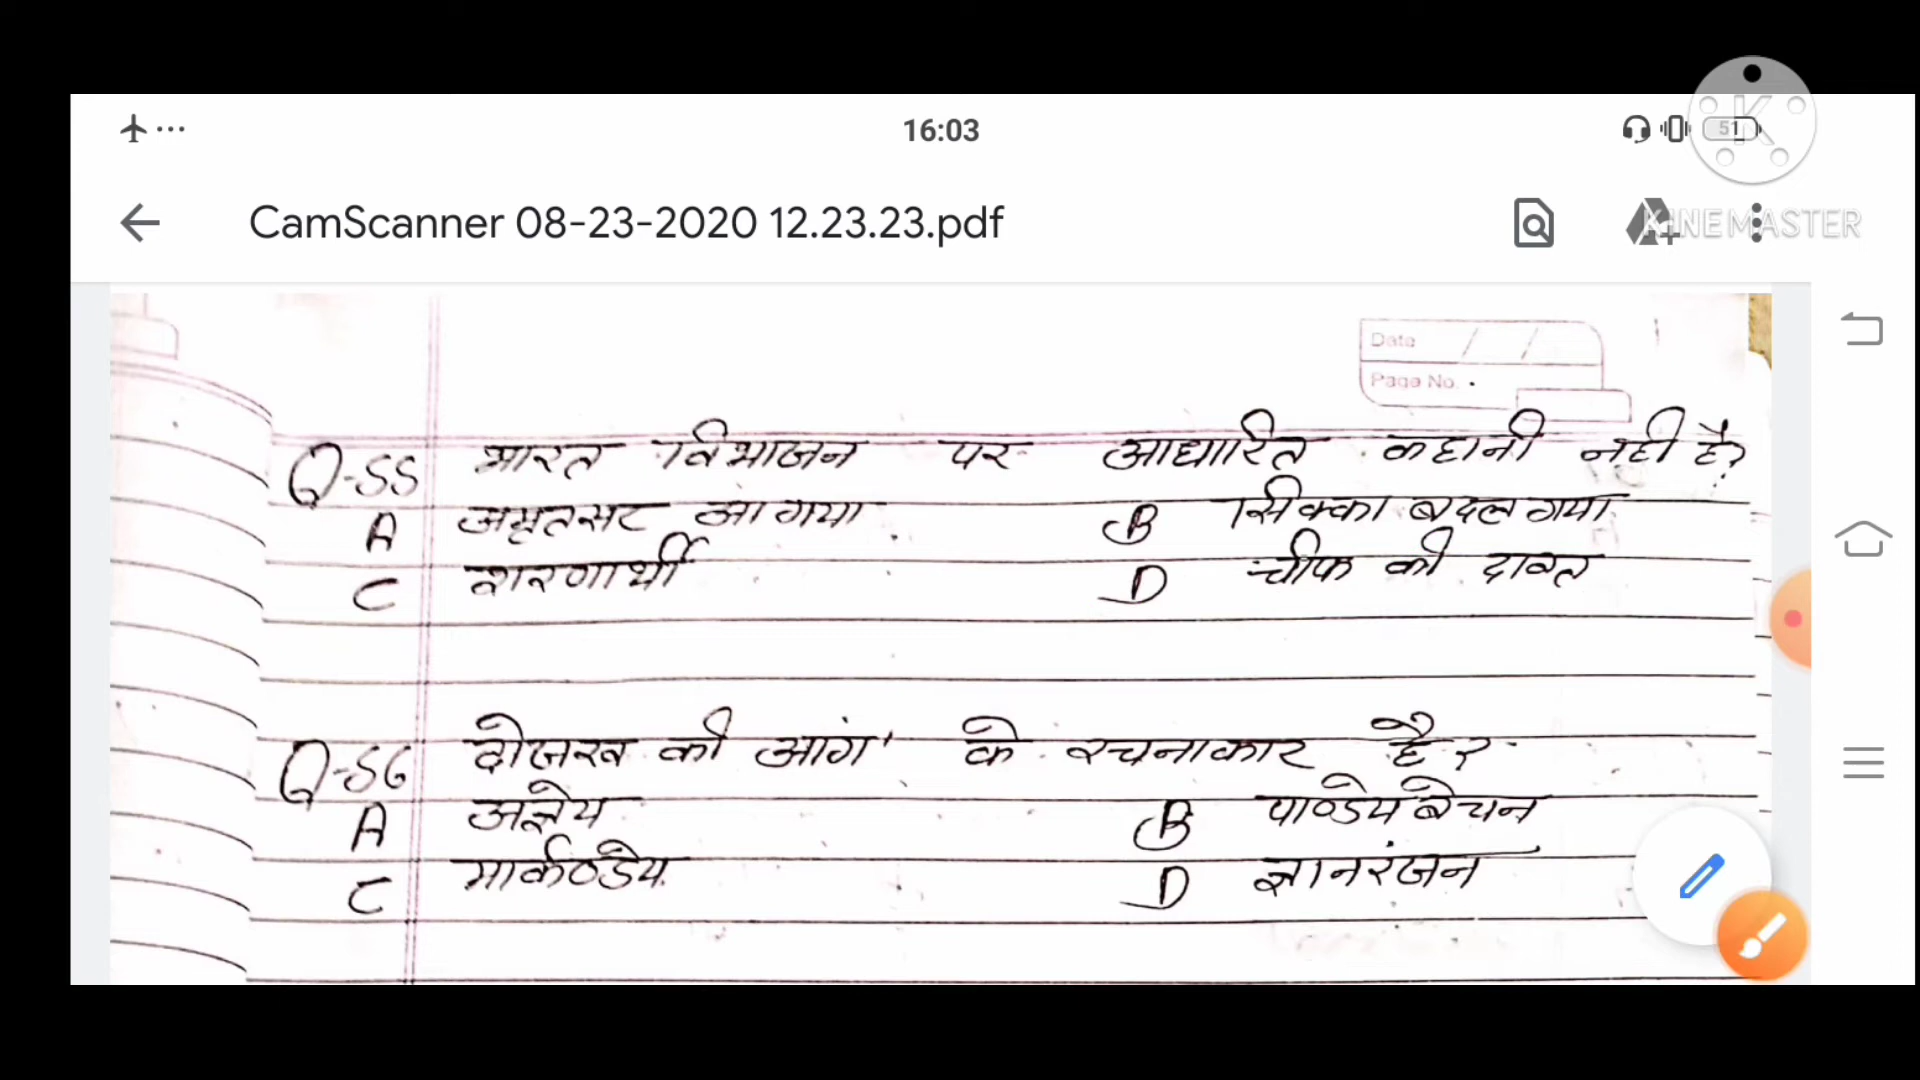 16:03
51
K
KINEMASTER
CamScanner 08-23-2020 12.23.23.pdf
Date / /
Page No.
Q-55 भारत विभाजन पर आधारित कहानी नही है?
A अमृतसर आ गया B सिक्का बदल गया
C शरणार्थी D चीफ की दावत
Q-56 दोजख की आग' के रचनाकार है?
A अज्ञेय B पाण्डेय बेचन
C मार्कण्डेय D ज्ञानरंजन